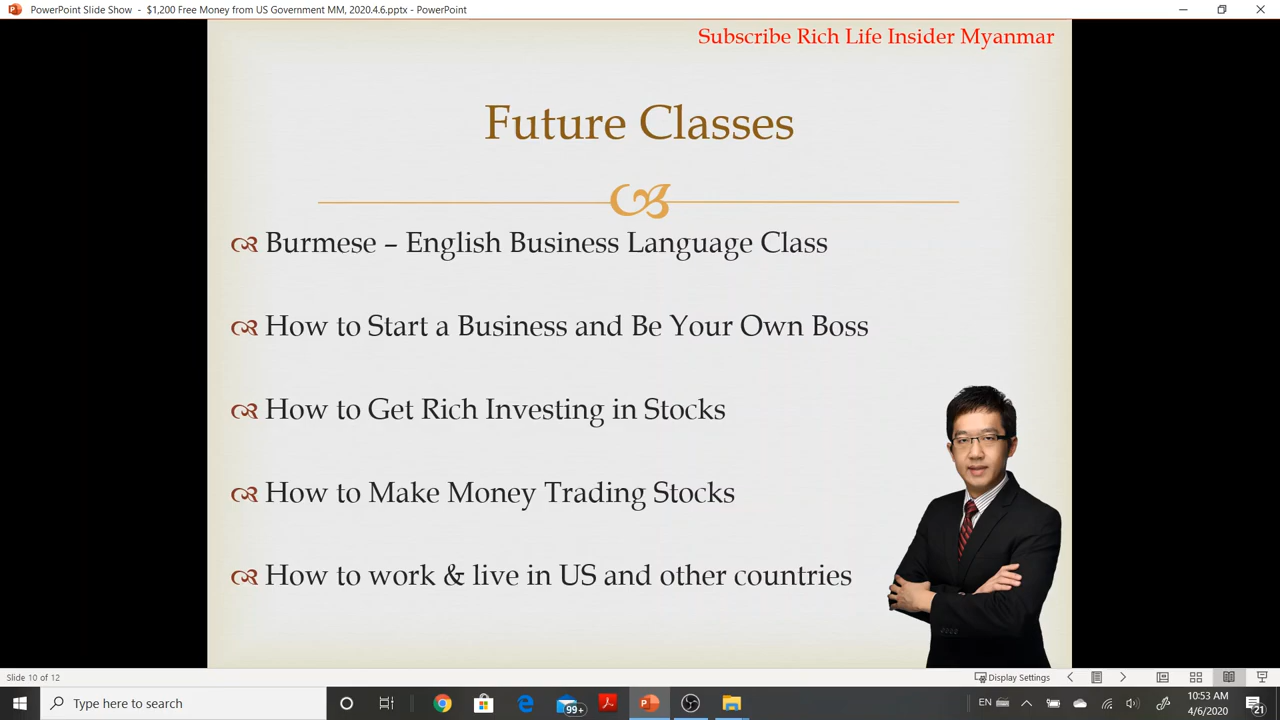 PowerPoint Slide Show - $1,200 Free Money from US Government MM, 2020.4.6.pptx - PowerPoint
Subscribe Rich Life Insider Myanmar
Future Classes
Burmese – English Business Language Class
How to Start a Business and Be Your Own Boss
How to Get Rich Investing in Stocks
How to Make Money Trading Stocks
How to work & live in US and other countries
Slide 10 of 12
Display Settings
Type here to search
99+
EN
10:53 AM
4/6/2020
21